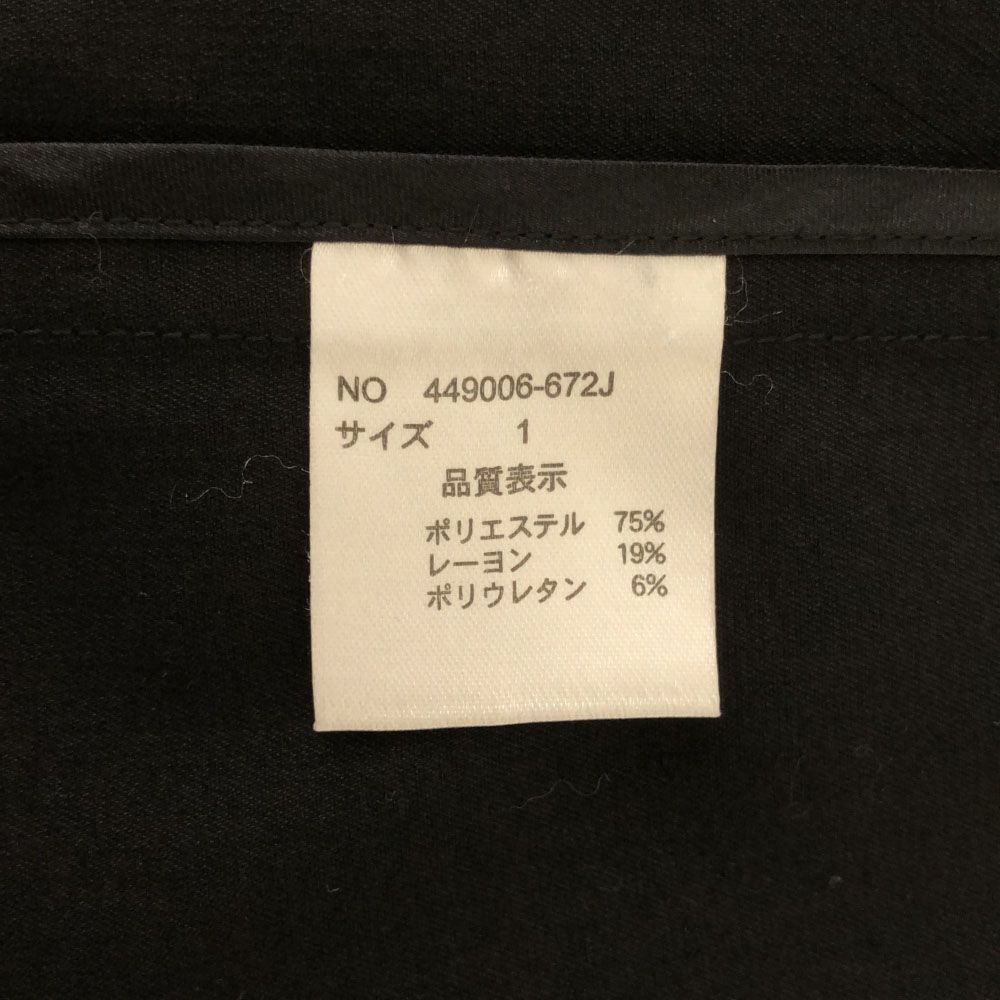 NO 449006-672J
サイズ 1
品質表示
ポリエステル 75%
レーヨン 19%
ポリウレタン 6%